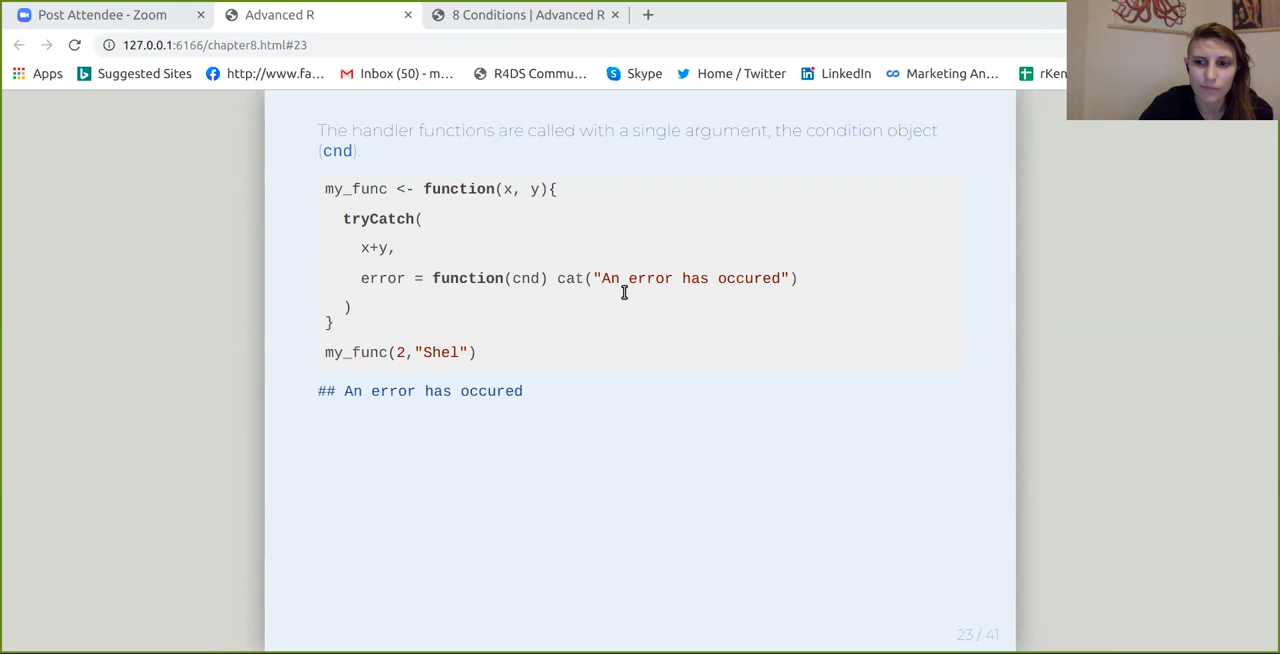 Post Attendee - Zoom
Advanced R
8 Conditions | Advanced R
127.0.0.1:6166/chapter8.html#23
Apps
Suggested Sites
http://www.fa...
Inbox (50) - m...
R4DS Commu...
Skype
Home / Twitter
LinkedIn
Marketing An...
rKen
The handler functions are called with a single argument, the condition object
(cnd).
my_func <- function(x, y){
tryCatch(
x+y,
error = function(cnd) cat("An error has occured")
)
}
my_func(2,"Shel")
## An error has occured
23 / 41